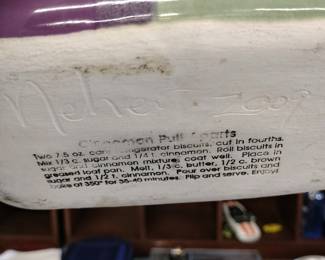 Cinnamon Pull Aparts
Two 7.5 oz. cans refrigerator biscuits, cut in fourths.
Mix 1/3 c. sugar and 1/4 t. cinnamon. Roll biscuits in
sugar and cinnamon mixture; coat well. Place in
greased loaf pan. Melt, 1/3 c. butter, 1/2 c. brown
sugar and 1/2 t. cinnamon. Pour over biscuits and
bake at 350° for 35-40 minutes. Flip and serve. Enjoy!